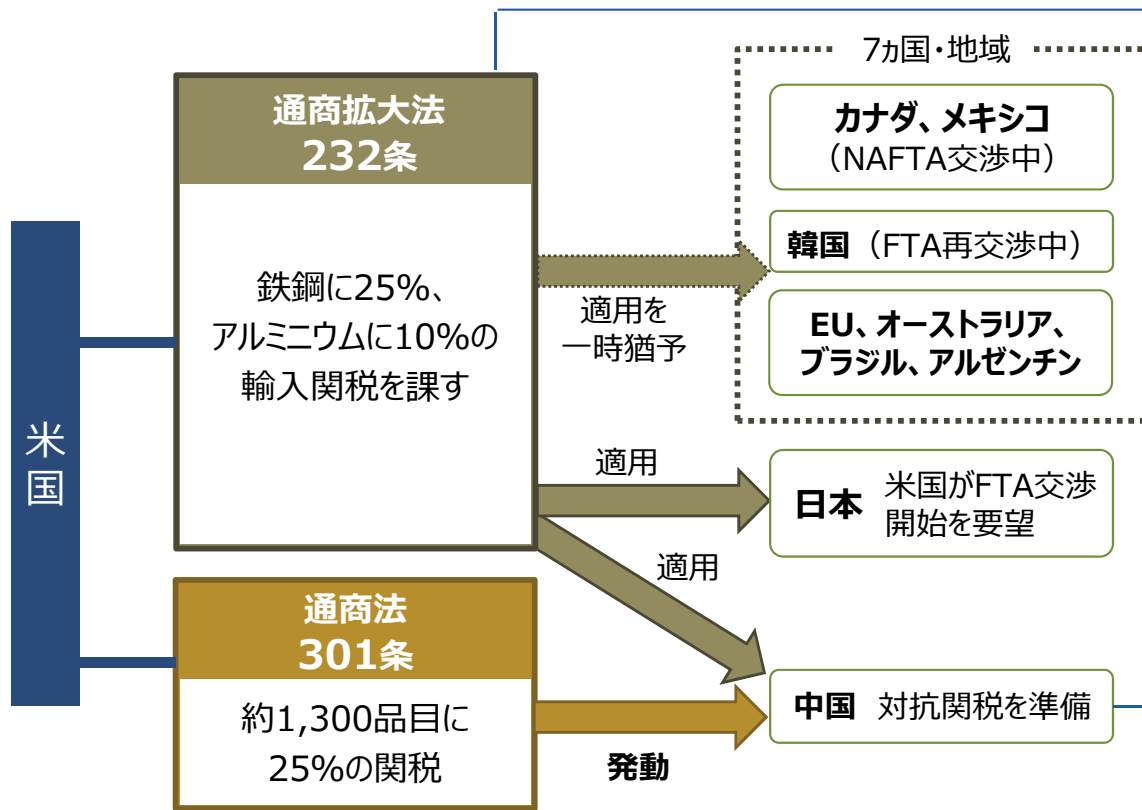 米国
通商拡大法
232条
鉄鋼に25%、
アルミニウムに10%の
輸入関税を課す
適用を
一時猶予
7ヵ国・地域
カナダ、メキシコ
(NAFTA交渉中)
韓国(FTA再交渉中)
EU、オーストラリア、
ブラジル、アルゼンチン
適用
日本 米国がFTA交渉
開始を要望
適用
通商法
301条
約1,300品目に
25%の関税
発動
中国 対抗関税を準備